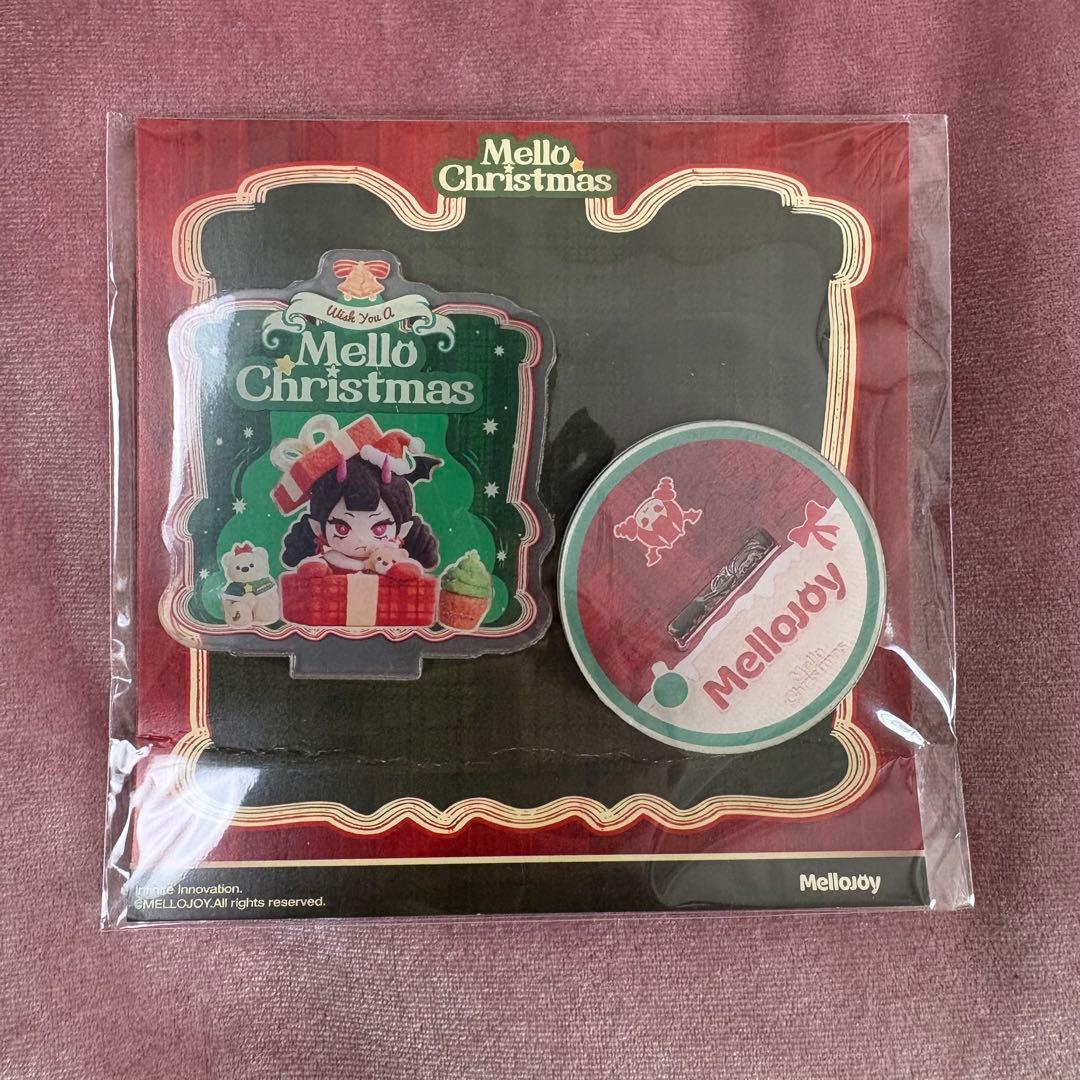 Mello
Christmas
Wish You A
Mello
Christmas
MelloJOY
Mello
Christmas
Infinite Innovation.
©MELLOJOY.All rights reserved.
MelloJOY